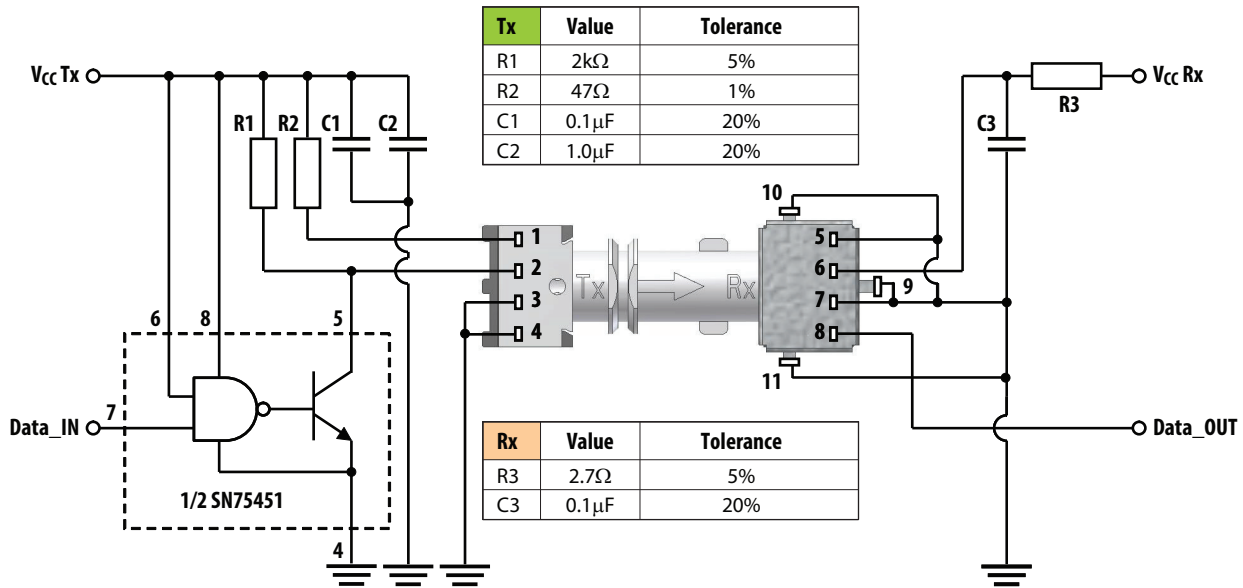 Tx Value Tolerance
R1 2kΩ 5%
R2 47Ω 1%
C1 0.1μF 20%
C2 1.0μF 20%
VCC Tx
VCC Rx
R3
R1 R2 C1 C2
C3
10
1
2
3
4
Tx
Rx
5
6
7
8
9
11
6 8 5
7
Data_IN
Data_OUT
1/2 SN75451
4
Rx Value Tolerance
R3 2.7Ω 5%
C3 0.1μF 20%